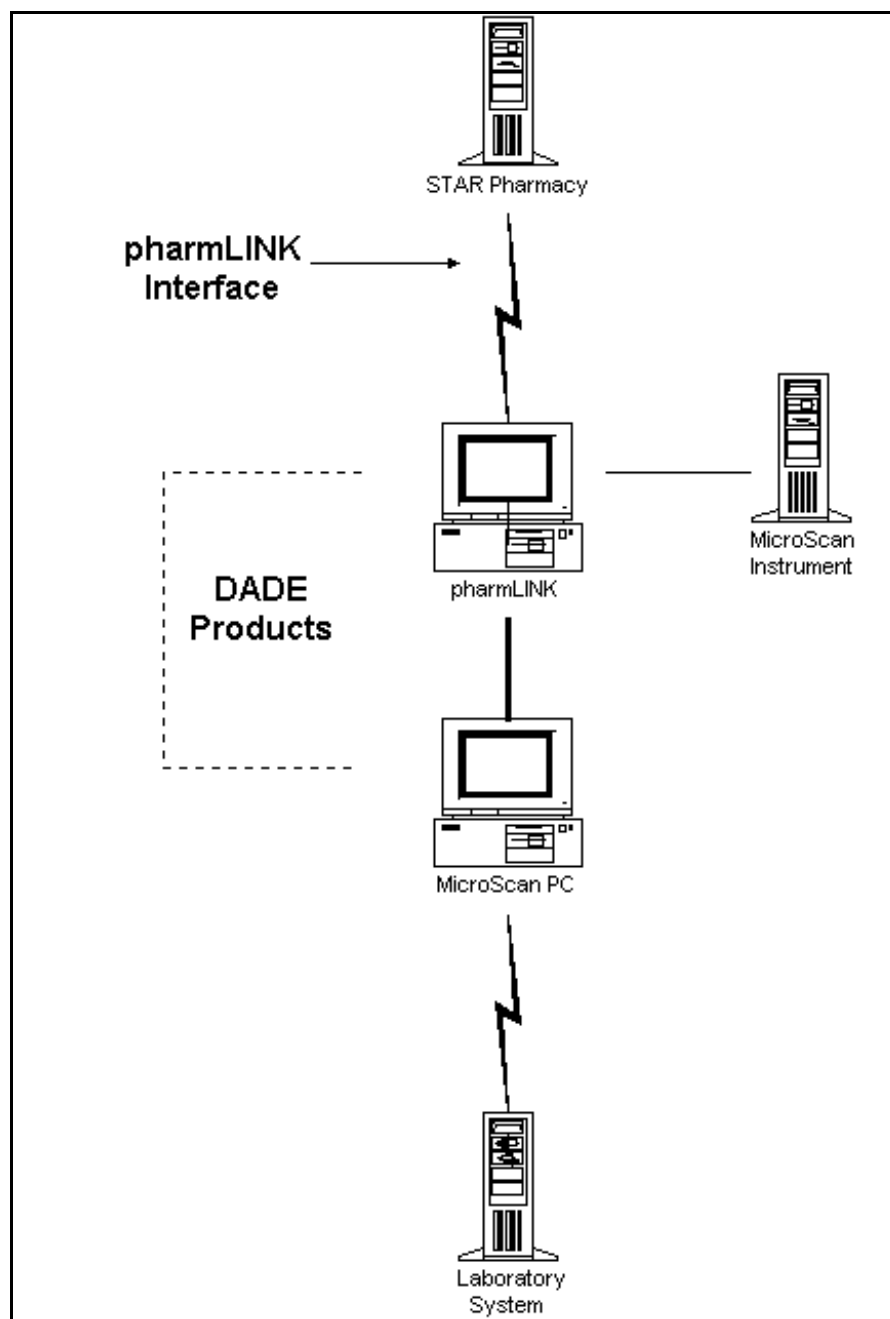 STAR Pharmacy
pharmLINK
Interface
MicroScan
Instrument
pharmLINK
DADE
Products
MicroScan PC
Laboratory
System